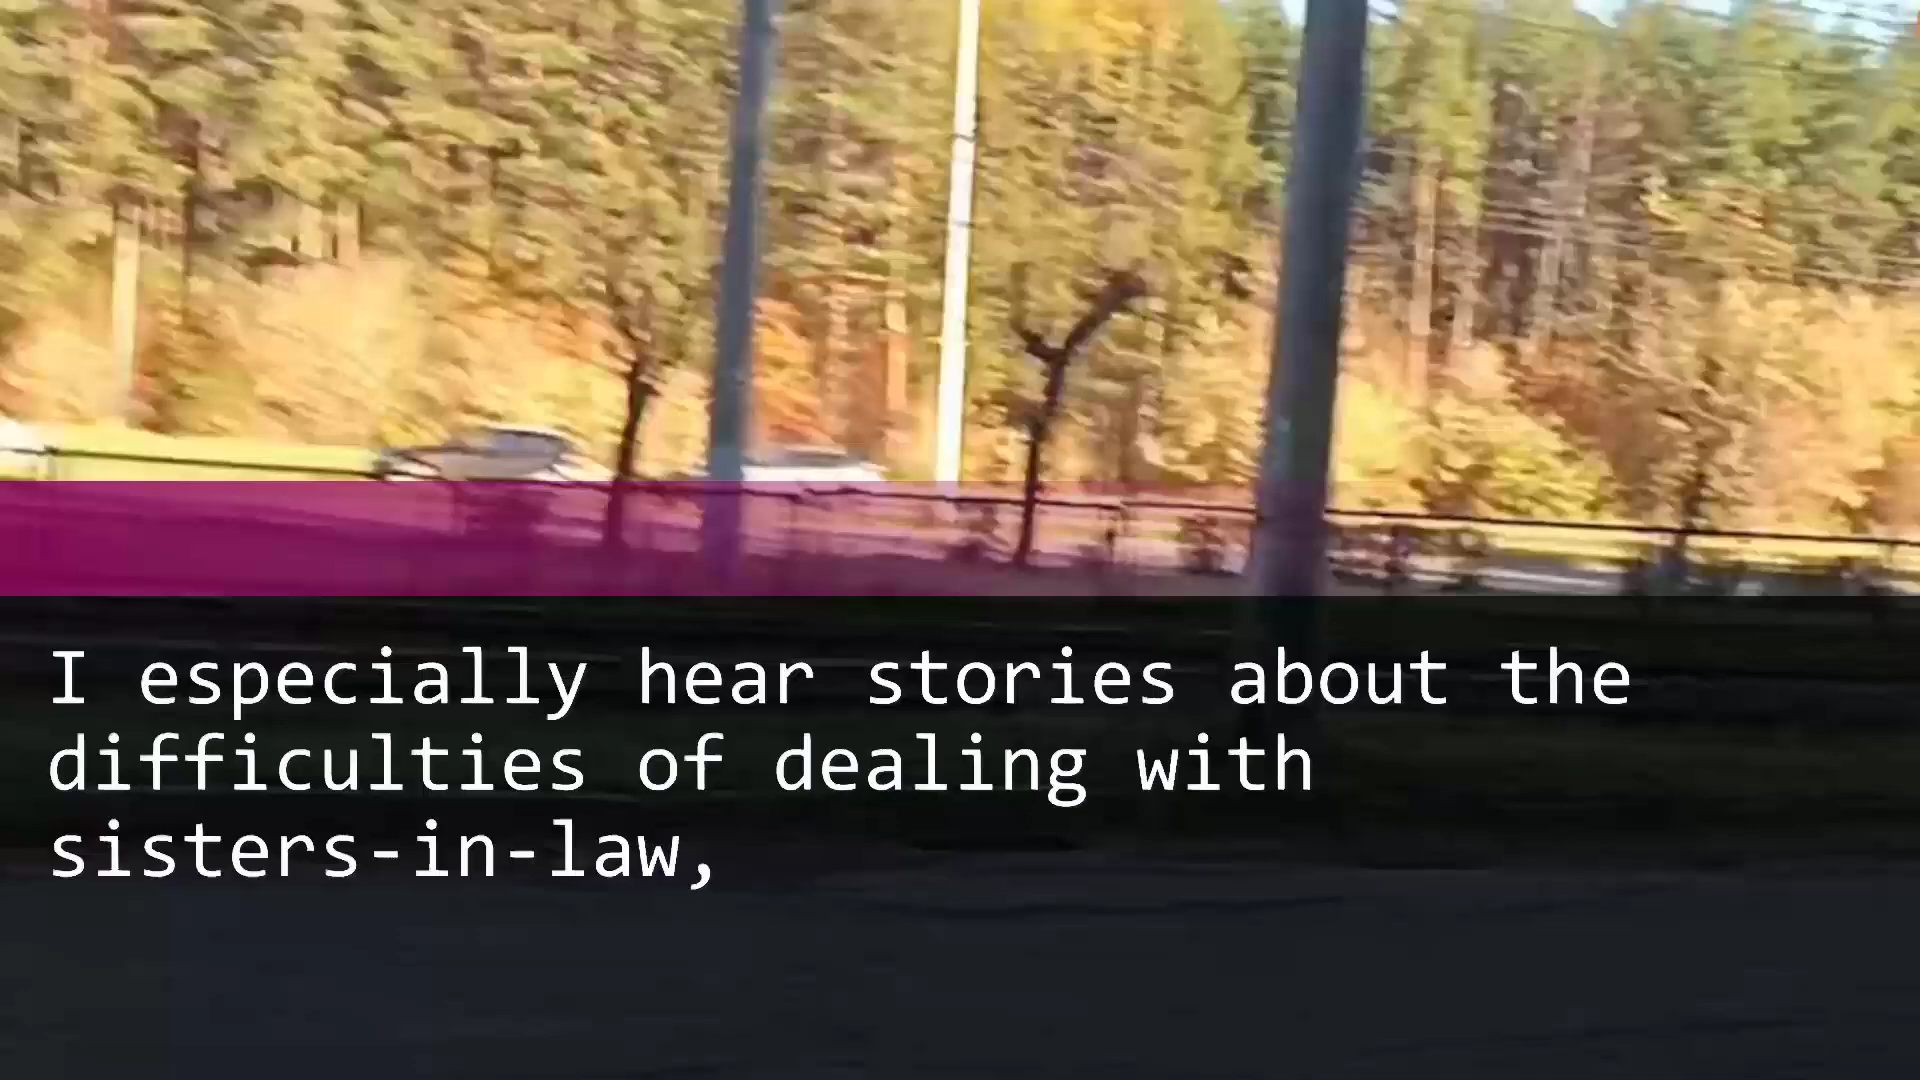 I especially hear stories about the
difficulties of dealing with
sisters-in-law,